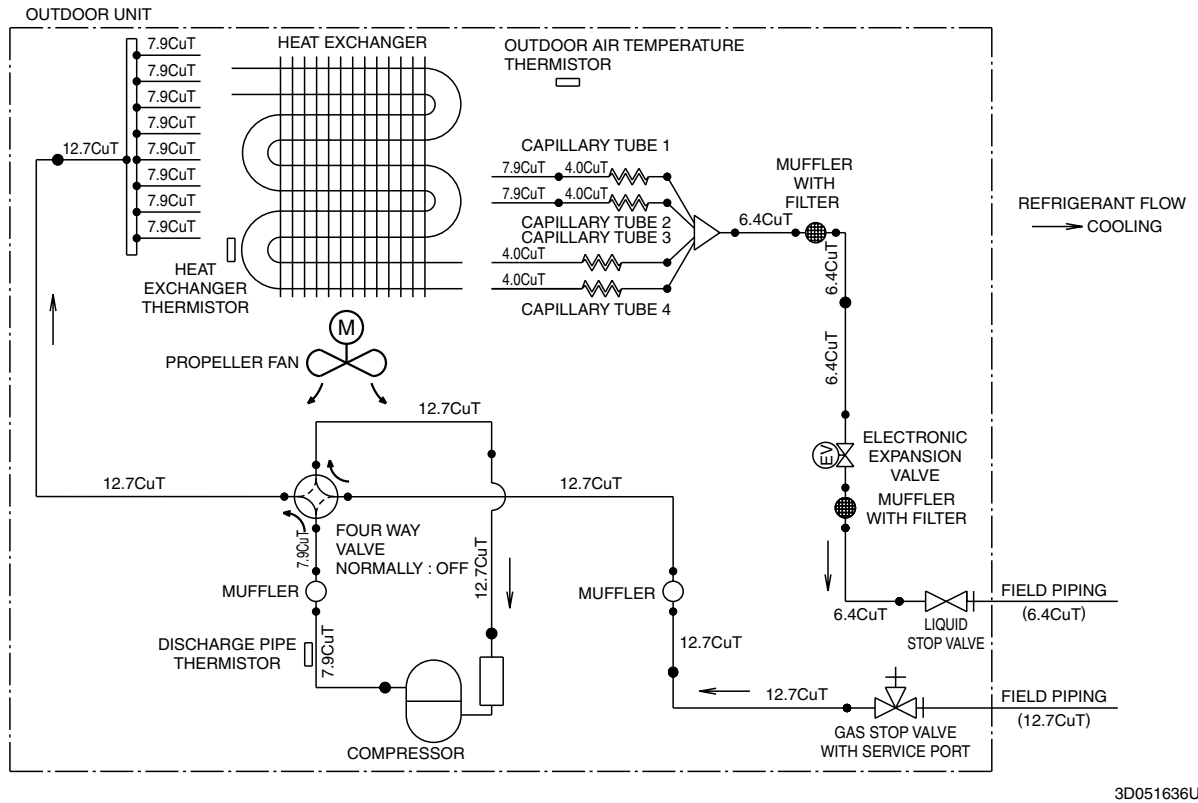 OUTDOOR UNIT
7.9CuT
7.9CuT
7.9CuT
7.9CuT
7.9CuT
7.9CuT
7.9CuT
7.9CuT
12.7CuT
HEAT EXCHANGER
OUTDOOR AIR TEMPERATURE
THERMISTOR
HEAT
EXCHANGER
THERMISTOR
CAPILLARY TUBE 1
7.9CuT
4.0CuT
7.9CuT
4.0CuT
CAPILLARY TUBE 2
CAPILLARY TUBE 3
4.0CuT
4.0CuT
CAPILLARY TUBE 4
6.4CuT
MUFFLER
WITH
FILTER
6.4CuT
6.4CuT
REFRIGERANT FLOW
COOLING
M
PROPELLER FAN
12.7CuT
12.7CuT
12.7CuT
EV
ELECTRONIC
EXPANSION
VALVE
MUFFLER
WITH FILTER
7.9CuT
FOUR WAY
VALVE
NORMALLY : OFF
12.7CuT
MUFFLER
MUFFLER
6.4CuT
LIQUID
STOP VALVE
FIELD PIPING
(6.4CuT)
DISCHARGE PIPE
THERMISTOR
7.9CuT
12.7CuT
12.7CuT
FIELD PIPING
(12.7CuT)
GAS STOP VALVE
WITH SERVICE PORT
COMPRESSOR
3D051636U